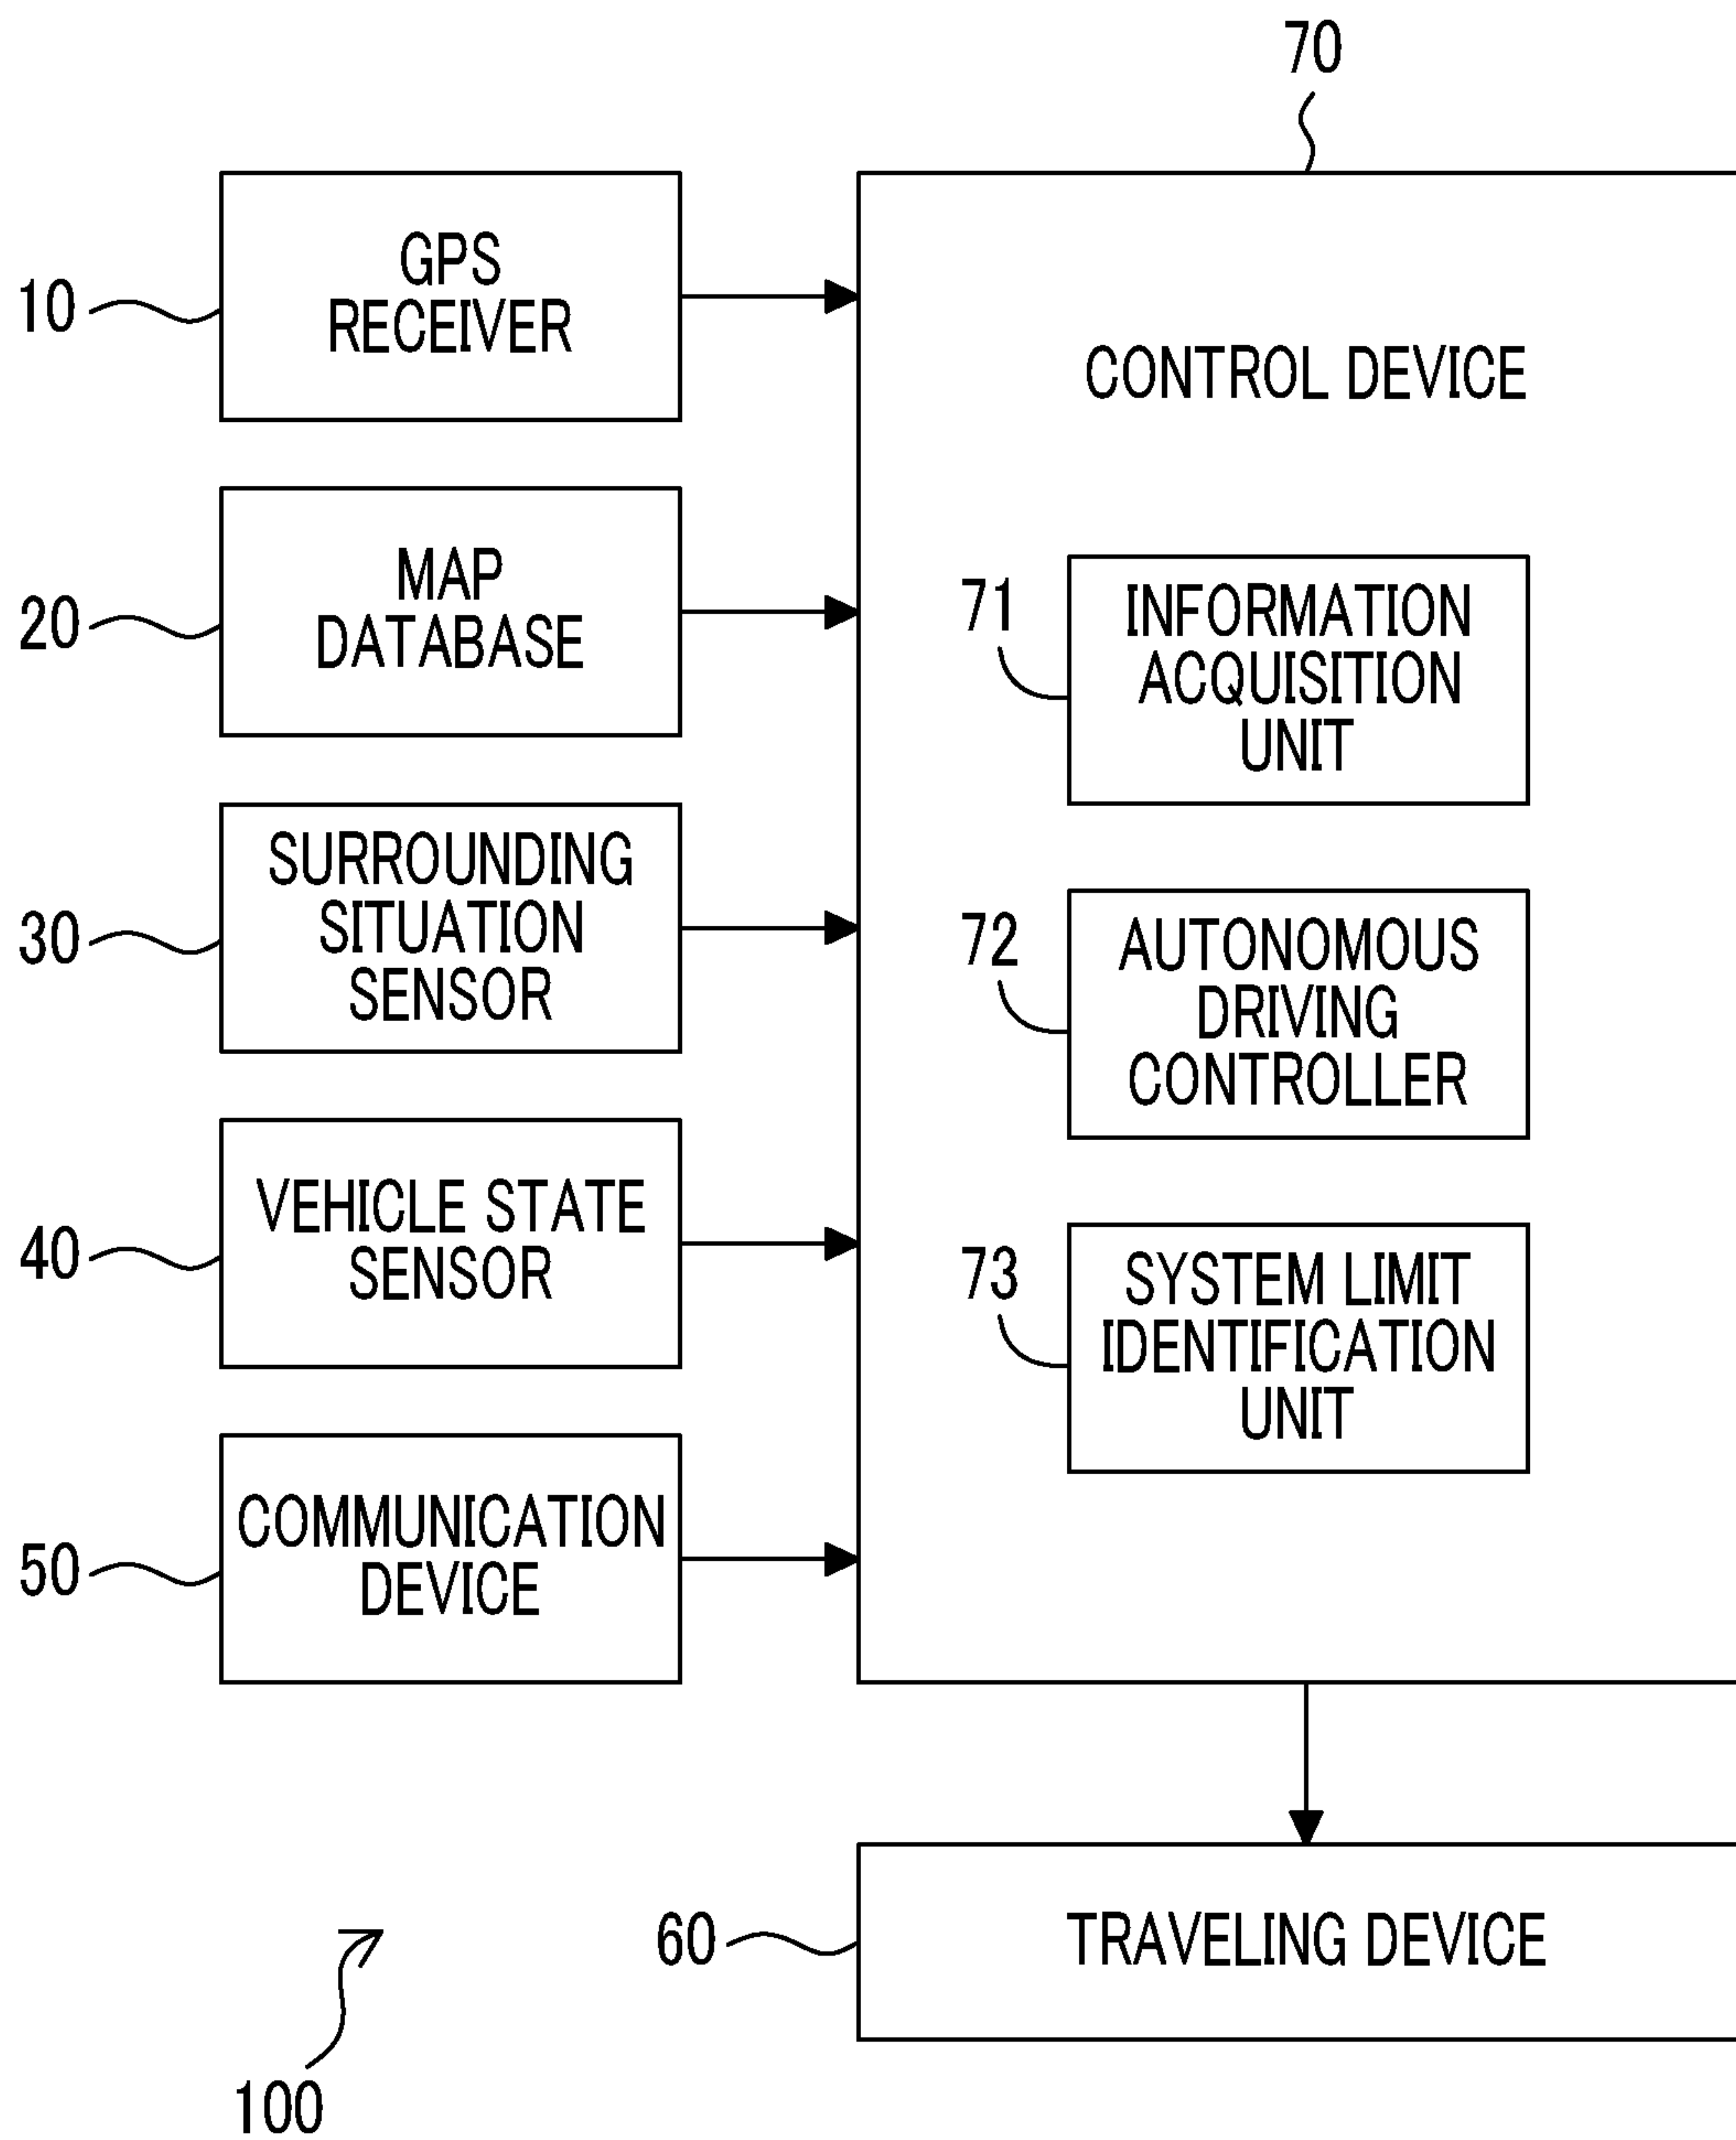 70
10
GPS
RECEIVER
CONTROL DEVICE
20
MAP
DATABASE
71
INFORMATION
ACQUISITION
UNIT
30
SURROUNDING
SITUATION
SENSOR
72
AUTONOMOUS
DRIVING
CONTROLLER
40
VEHICLE STATE
SENSOR
73
SYSTEM LIMIT
IDENTIFICATION
UNIT
50
COMMUNICATION
DEVICE
60
TRAVELING DEVICE
100